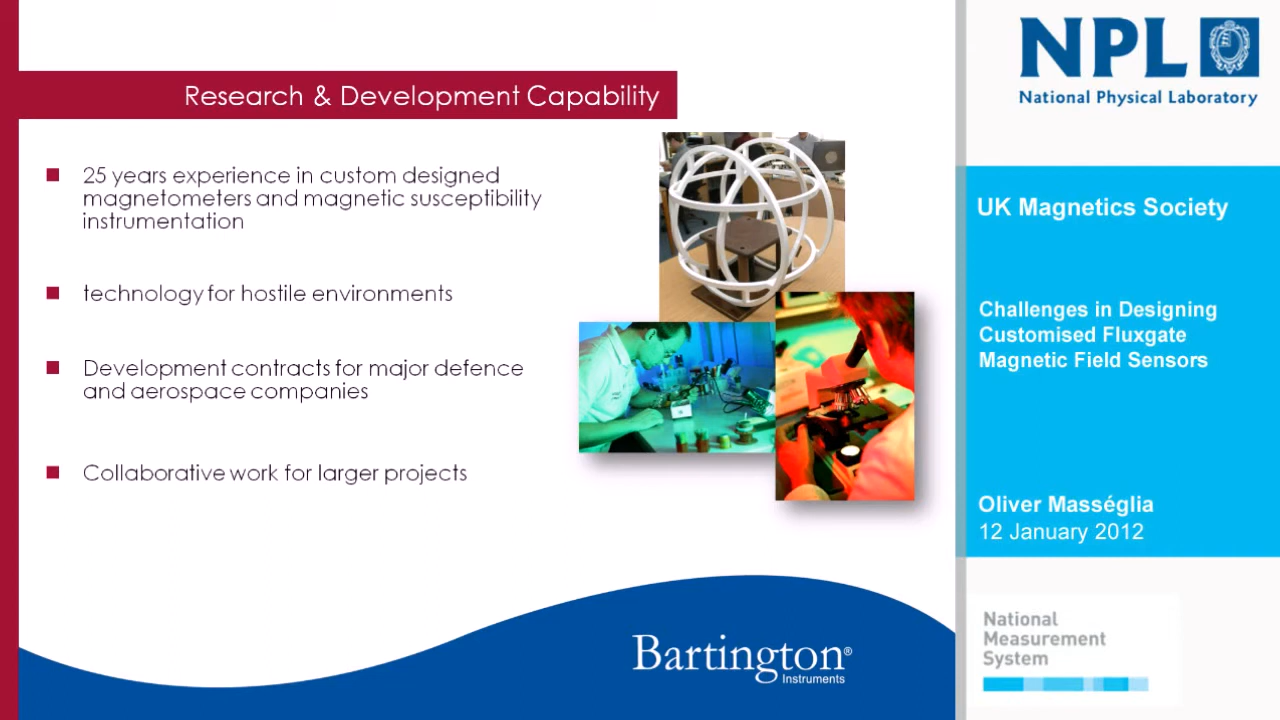 Research & Development Capability
25 years experience in custom designed
magnetometers and magnetic susceptibility
instrumentation
technology for hostile environments
Development contracts for major defence
and aerospace companies
Collaborative work for larger projects
Bartington®
Instruments
NPL
National Physical Laboratory
UK Magnetics Society
Challenges in Designing
Customised Fluxgate
Magnetic Field Sensors
Oliver Masséglia
12 January 2012
National
Measurement
System